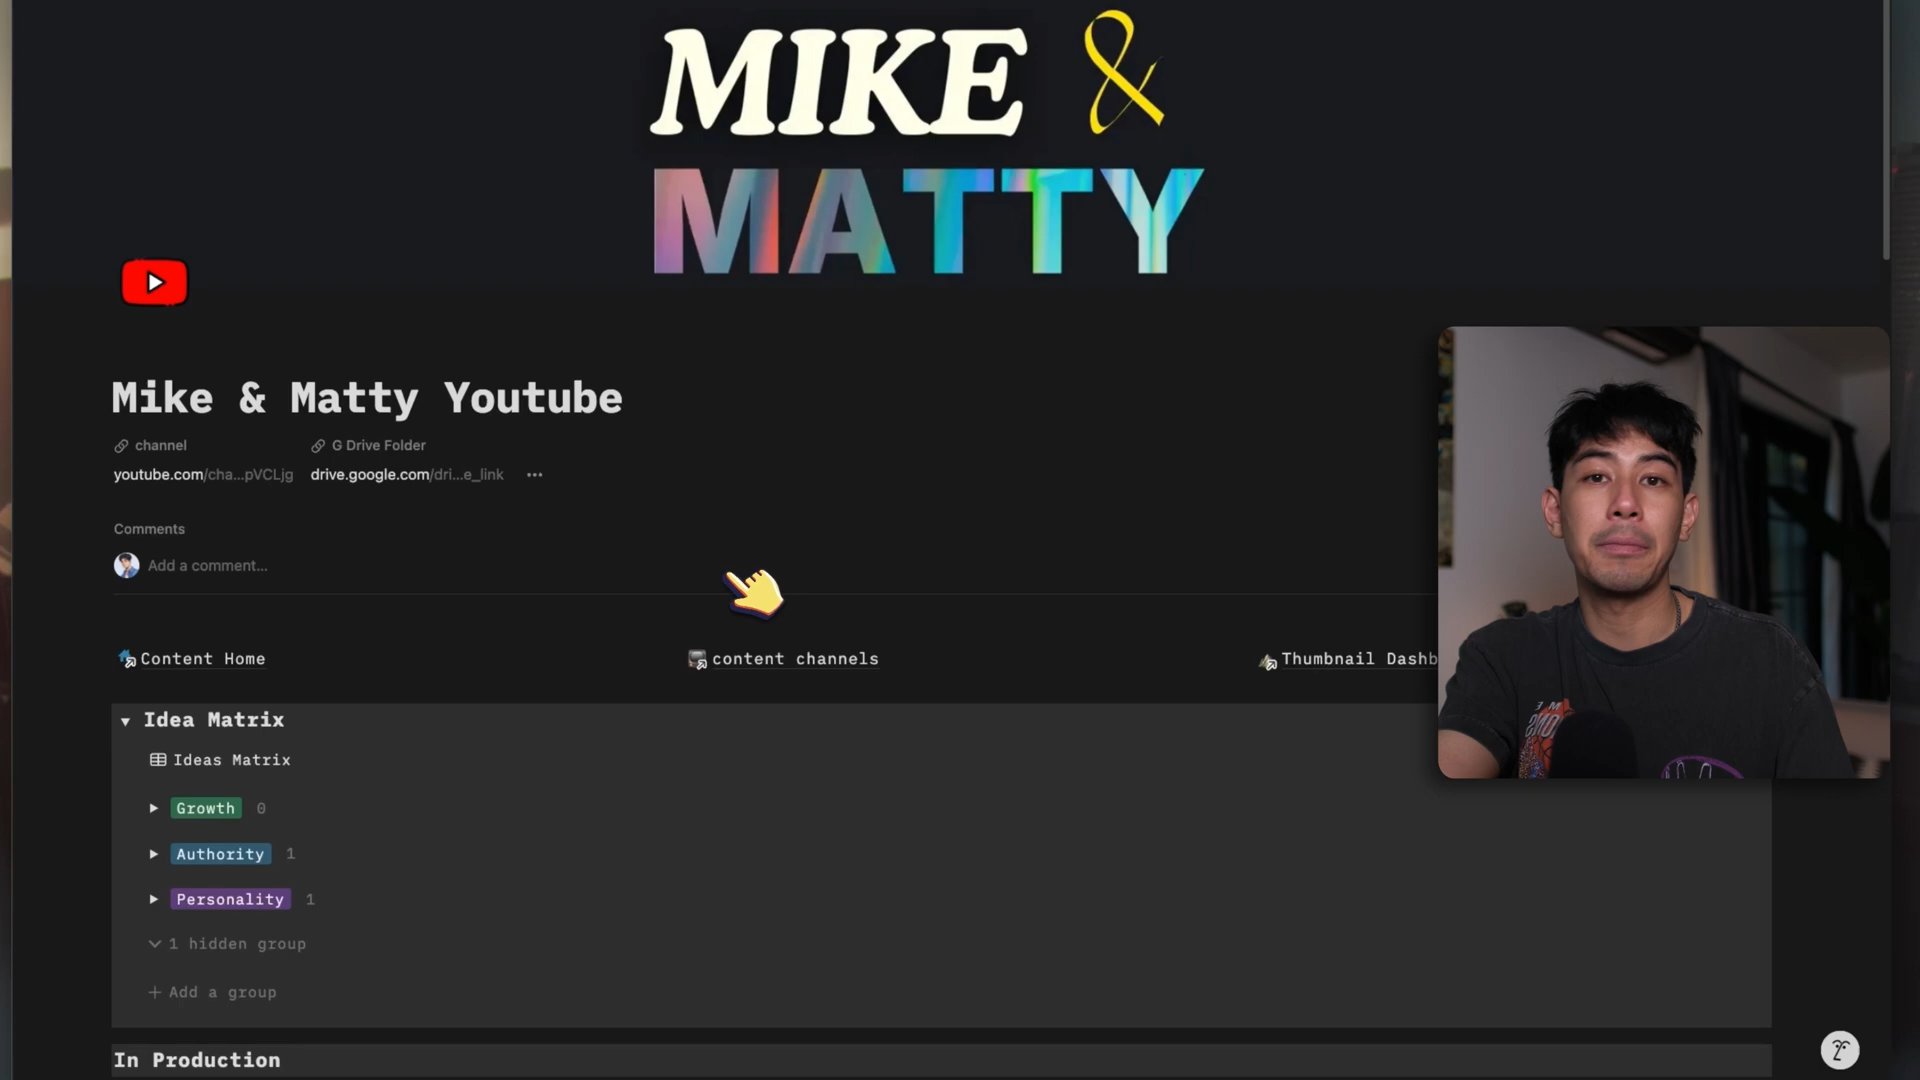 MIKE &
MATTY
Mike & Matty Youtube
channel
G Drive Folder
youtube.com/cha...pVCLjg
drive.google.com/dri...e_link
Comments
Add a comment...
Content Home
content channels
Thumbnail Dashb
Idea Matrix
Ideas Matrix
Growth 0
Authority 1
Personality 1
1 hidden group
+ Add a group
In Production